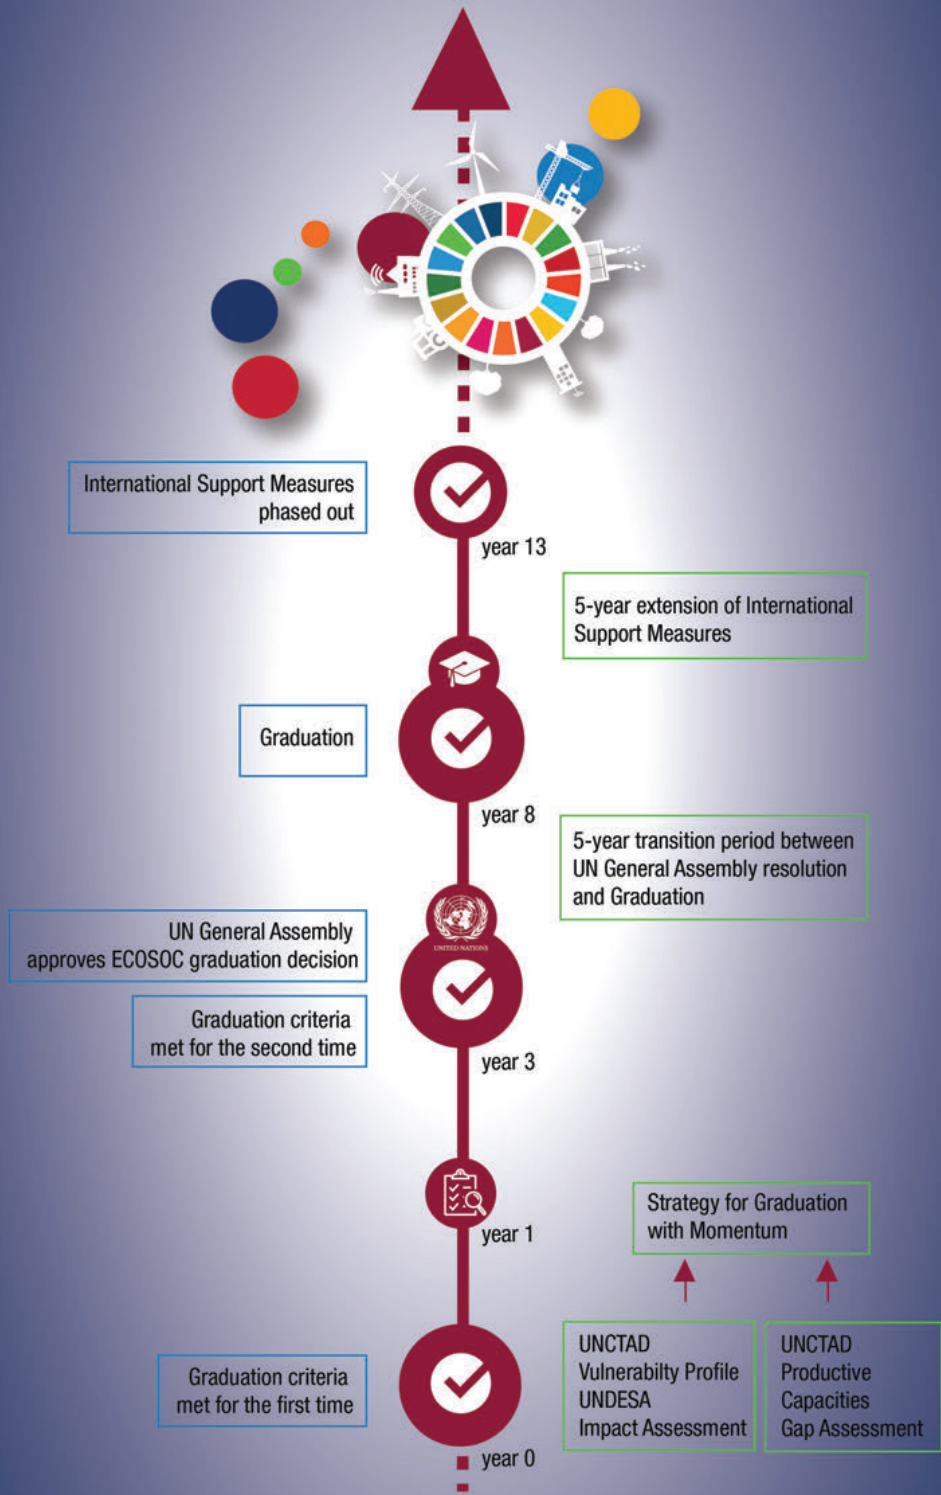 International Support Measures
phased out
year 13
5-year extension of International
Support Measures
Graduation
year 8
5-year transition period between
UN General Assembly resolution
and Graduation
UNITED NATIONS
UN General Assembly
approves ECOSOC graduation decision
Graduation criteria
met for the second time
year 3
Strategy for Graduation
with Momentum
year 1
UNCTAD
Vulnerabilty Profile
UNDESA
Impact Assessment
UNCTAD
Productive
Capacities
Gap Assessment
Graduation criteria
met for the first time
year 0